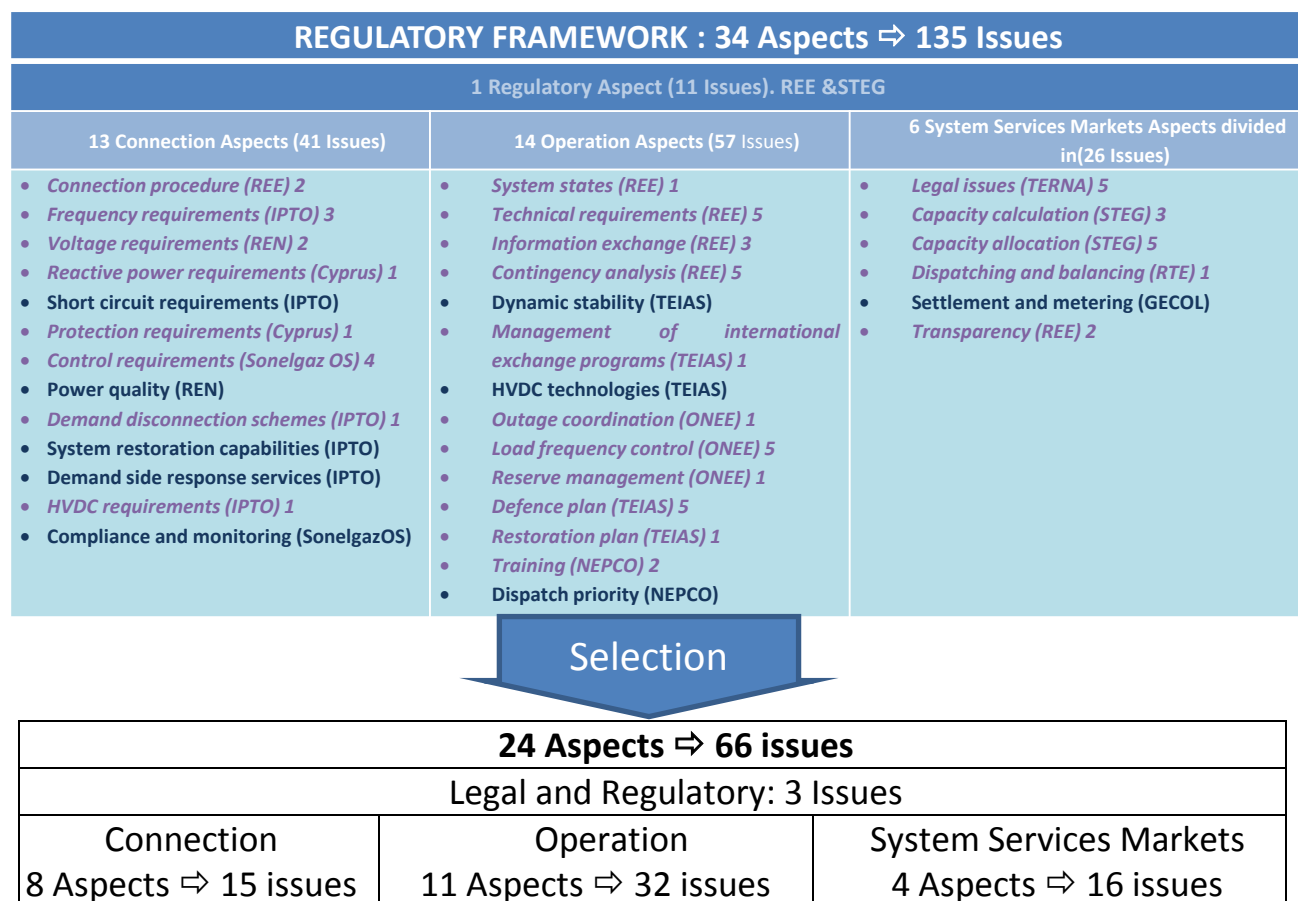 REGULATORY FRAMEWORK : 34 Aspects ⇨ 135 Issues
1 Regulatory Aspect (11 Issues). REE &STEG
13 Connection Aspects (41 Issues)
• Connection procedure (REE) 2
• Frequency requirements (IPTO) 3
• Voltage requirements (REN) 2
• Reactive power requirements (Cyprus) 1
• Short circuit requirements (IPTO)
• Protection requirements (Cyprus) 1
• Control requirements (Sonelgaz OS) 4
• Power quality (REN)
• Demand disconnection schemes (IPTO) 1
• System restoration capabilities (IPTO)
• Demand side response services (IPTO)
• HVDC requirements (IPTO) 1
• Compliance and monitoring (SonelgazOS)
14 Operation Aspects (57 Issues)
• System states (REE) 1
• Technical requirements (REE) 5
• Information exchange (REE) 3
• Contingency analysis (REE) 5
• Dynamic stability (TEIAS)
• Management of international
exchange programs (TEIAS) 1
• HVDC technologies (TEIAS)
• Outage coordination (ONEE) 1
• Load frequency control (ONEE) 5
• Reserve management (ONEE) 1
• Defence plan (TEIAS) 5
• Restoration plan (TEIAS) 1
• Training (NEPCO) 2
• Dispatch priority (NEPCO)
6 System Services Markets Aspects divided
in(26 Issues)
• Legal issues (TERNA) 5
• Capacity calculation (STEG) 3
• Capacity allocation (STEG) 5
• Dispatching and balancing (RTE) 1
• Settlement and metering (GECOL)
• Transparency (REE) 2
Selection
24 Aspects ⇨ 66 issues
Legal and Regulatory: 3 Issues
Connection
8 Aspects ⇨ 15 issues
Operation
11 Aspects ⇨ 32 issues
System Services Markets
4 Aspects ⇨ 16 issues